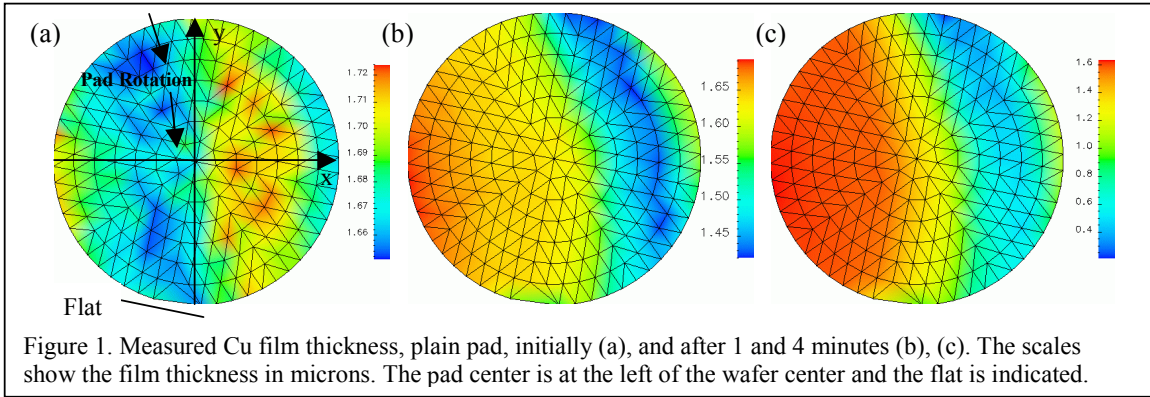 (a)
y
Pad Rotation
x
Flat
1.72
1.71
1.70
1.69
1.68
1.67
1.66
(b)
1.65
1.60
1.55
1.50
1.45
(c)
1.6
1.4
1.2
1.0
0.8
0.6
0.4
Figure 1. Measured Cu film thickness, plain pad, initially (a), and after 1 and 4 minutes (b), (c). The scales
show the film thickness in microns. The pad center is at the left of the wafer center and the flat is indicated.